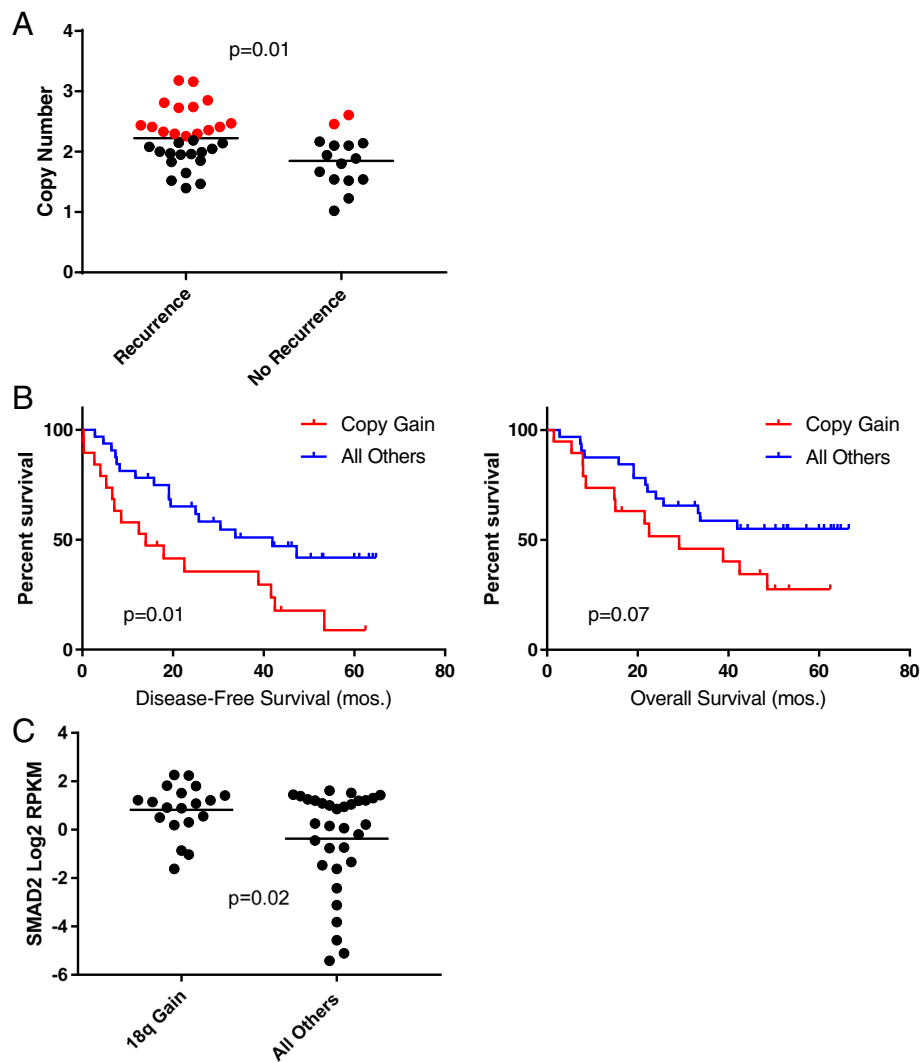 A
4
p=0.01
3
2
1
0
Copy Number
Recurrence
No Recurrence
B
100
50
0
Percent survival
Copy Gain
All Others
p=0.01
0 20 40 60 80
Disease-Free Survival (mos.)
100
50
0
Percent survival
Copy Gain
All Others
p=0.07
0 20 40 60 80
Overall Survival (mos.)
C
4
2
0
-2
-4
-6
SMAD2 Log2 RPKM
p=0.02
18q Gain
All Others